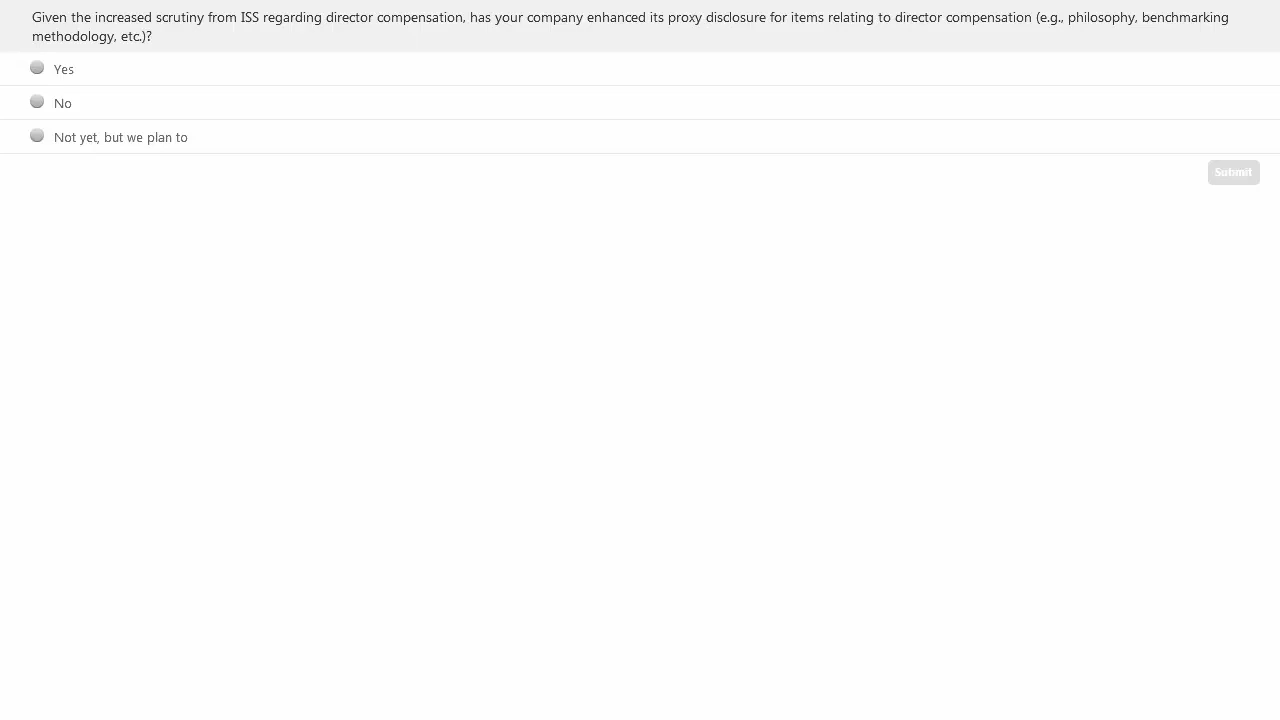 Given the increased scrutiny from ISS regarding director compensation, has your company enhanced its proxy disclosure for items relating to director compensation (e.g., philosophy, benchmarking
methodology, etc.)?
Yes
No
Not yet, but we plan to
Submit